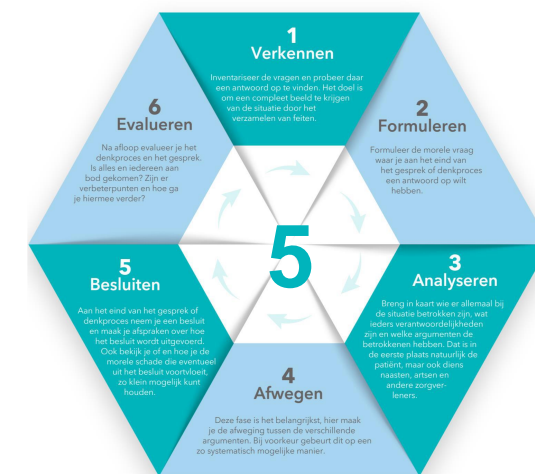 1
Verkennen
Inventariseer de vragen en probeer daar
een antwoord op te vinden. Het doel is
om een compleet beeld te krijgen
van de situatie door het
verzamelen van feiten.
2
Formuleren
Formuleer de morele vraag
waar je aan het eind van
het gesprek of denkproces
een antwoord op wilt
hebben.
3
Analyseren
Breng in kaart wie er allemaal bij
de situatie betrokken zijn, wat
ieders verantwoordelijkheden
zijn en welke argumenten de
betrokkenen hebben. Dat is in
de eerste plaats natuurlijk de
patiënt, maar ook diens
naasten, artsen en
andere zorgver-
leners.
4
Afwegen
Deze fase is het belangrijkst, hier maak
je de afweging tussen de verschillende
argumenten. Bij voorkeur gebeurt dit op een
zo systematisch mogelijke manier.
5
Besluiten
Aan het eind van het gesprek of
denkproces neem je een besluit
en maak je afspraken over hoe
het besluit wordt uitgevoerd.
Ook bekijk je of en hoe je de
morele schade die eventueel
uit het besluit voortvloeit,
zo klein mogelijk kunt
houden.
6
Evalueren
Na afloop evalueer je het
denkproces en het gesprek.
Is alles en iedereen aan
bod gekomen? Zijn er
verbeterpunten en hoe ga
je hiermee verder?
5